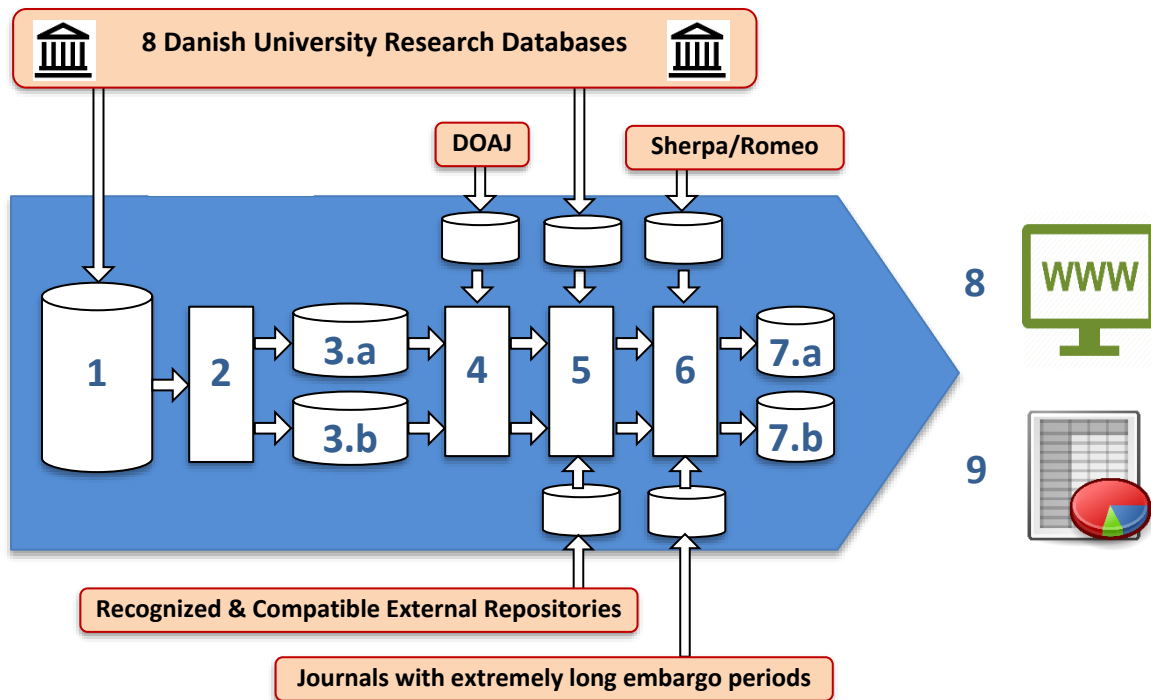 8 Danish University Research Databases
DOAJ
Sherpa/Romeo
1
2
3.a
3.b
4
5
6
7.a
7.b
8
WWW
9
Recognized & Compatible External Repositories
Journals with extremely long embargo periods